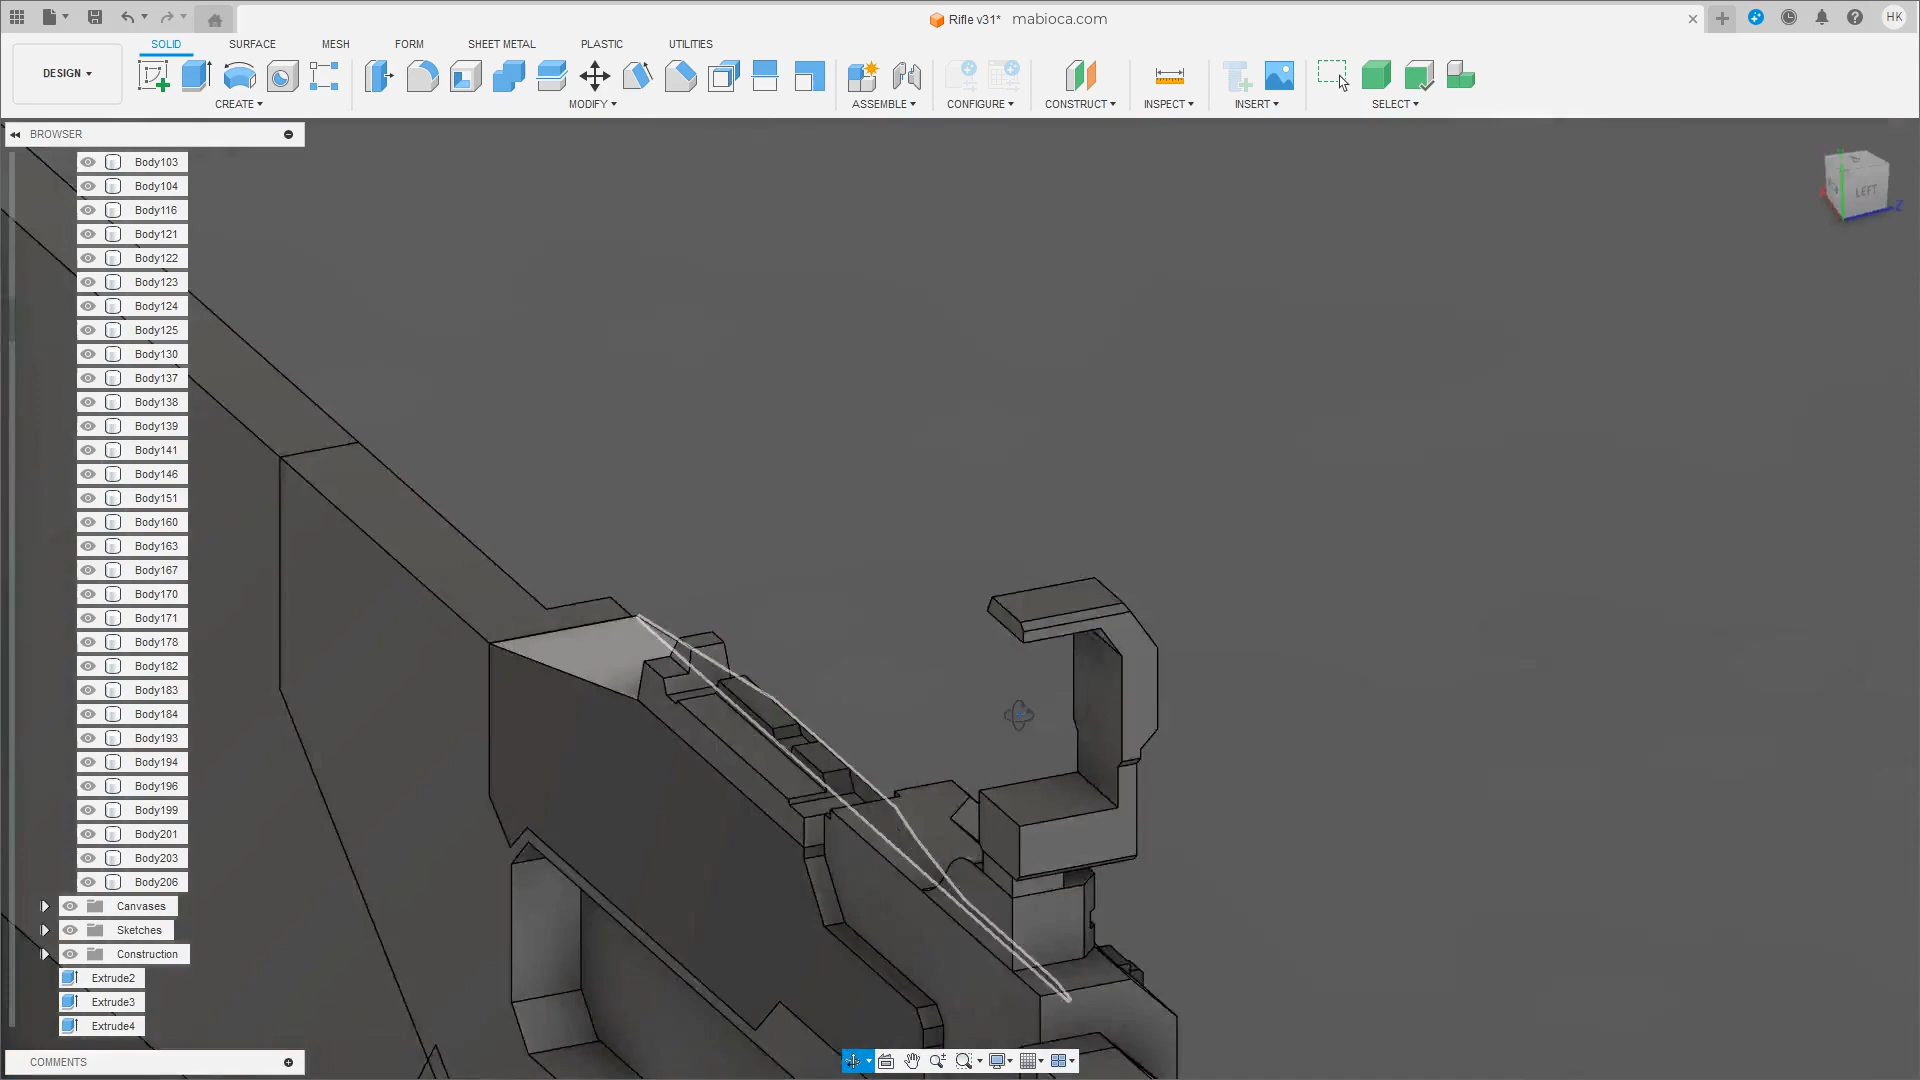 Rifle v31* mabioca.com
HK
SOLID SURFACE MESH FORM SHEET METAL PLASTIC UTILITIES
DESIGN
CREATE MODIFY ASSEMBLE CONFIGURE CONSTRUCT INSPECT INSERT SELECT
BROWSER
Body103
Body104
Body116
Body121
Body122
Body123
Body124
Body125
Body130
Body137
Body138
Body139
Body141
Body146
Body151
Body160
Body163
Body167
Body170
Body171
Body178
Body182
Body183
Body184
Body193
Body194
Body196
Body199
Body201
Body203
Body206
Canvases
Sketches
Construction
Extrude2
Extrude3
Extrude4
COMMENTS
LEFT
Z